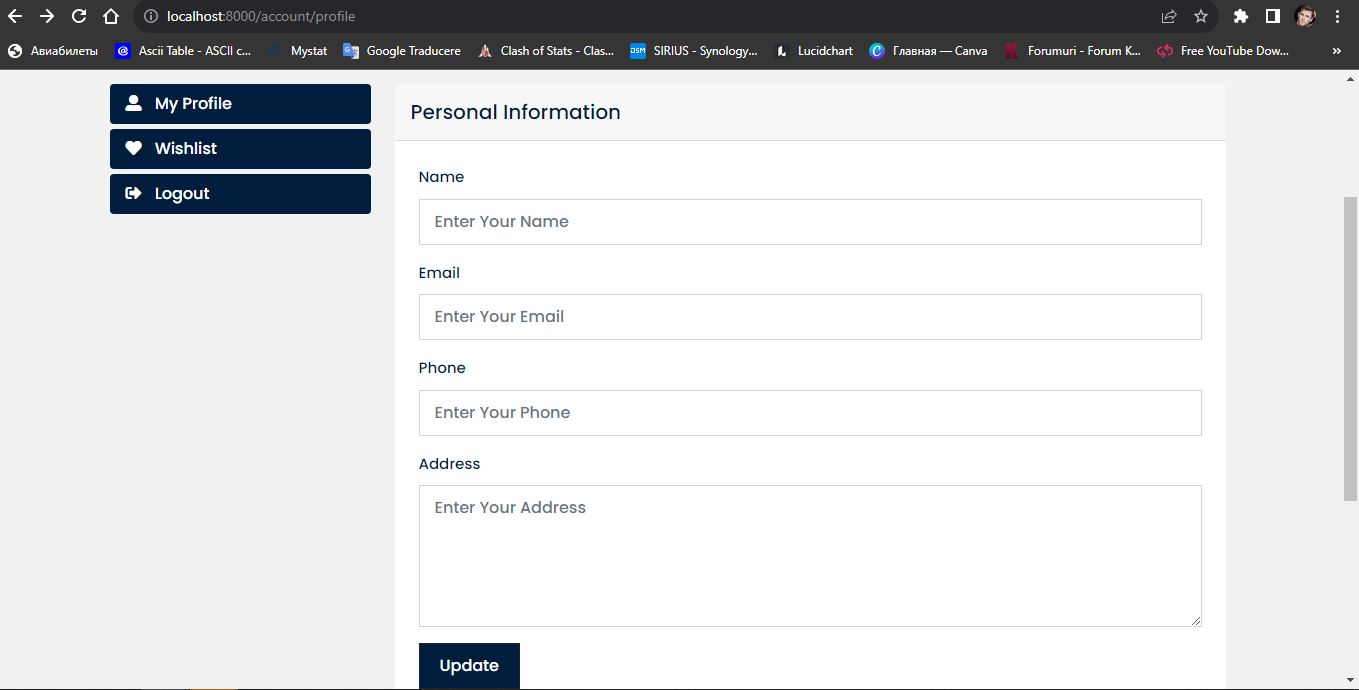 localhost:8000/account/profile
Авиабилеты
Ascii Table - ASCII c...
Mystat
Google Traducere
Clash of Stats - Clas...
DSM
SIRIUS - Synology...
Lucidchart
Главная — Canva
Forumuri - Forum K...
Free YouTube Dow...
»
My Profile
Wishlist
Logout
Personal Information
Name
Enter Your Name
Email
Enter Your Email
Phone
Enter Your Phone
Address
Enter Your Address
Update